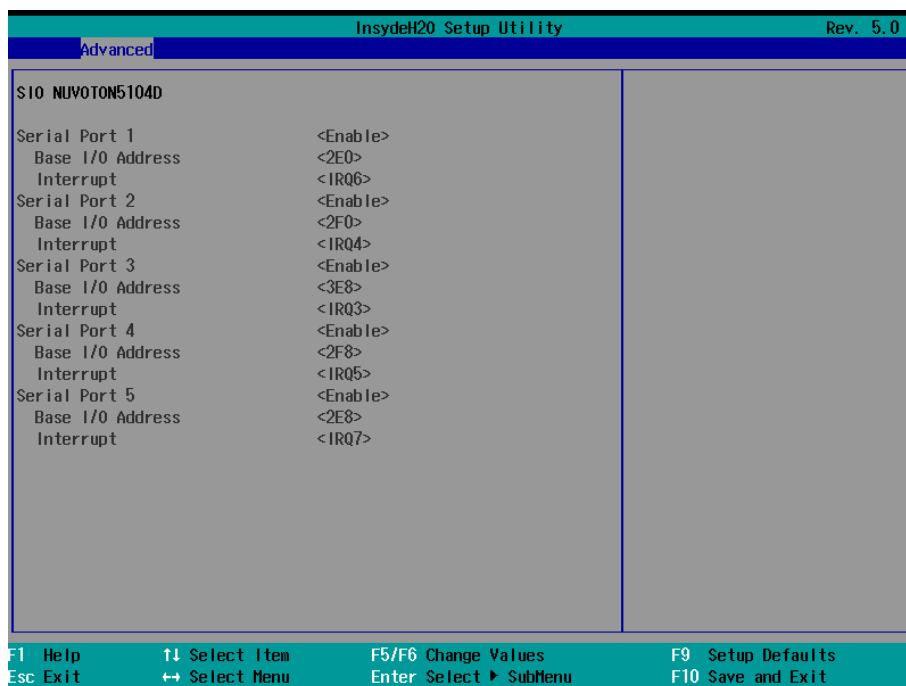 InsydeH20 Setup Utility Rev. 5.0
Advanced
SIO NUVOTON5104D
Serial Port 1 <Enable>
Base I/O Address <2E0>
Interrupt <IRQ6>
Serial Port 2 <Enable>
Base I/O Address <2F0>
Interrupt <IRQ4>
Serial Port 3 <Enable>
Base I/O Address <3E8>
Interrupt <IRQ3>
Serial Port 4 <Enable>
Base I/O Address <2F8>
Interrupt <IRQ5>
Serial Port 5 <Enable>
Base I/O Address <2E8>
Interrupt <IRQ7>
F1 Help ↑↓ Select Item F5/F6 Change Values F9 Setup Defaults
Esc Exit ↔ Select Menu Enter Select ▶ SubMenu F10 Save and Exit